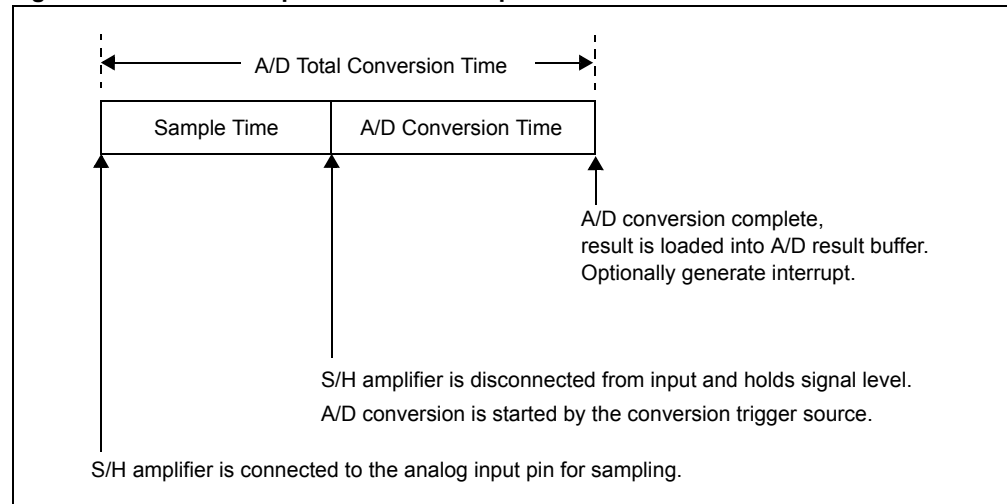 A/D Total Conversion Time
Sample Time
A/D Conversion Time
A/D conversion complete,
result is loaded into A/D result buffer.
Optionally generate interrupt.
S/H amplifier is disconnected from input and holds signal level.
A/D conversion is started by the conversion trigger source.
S/H amplifier is connected to the analog input pin for sampling.